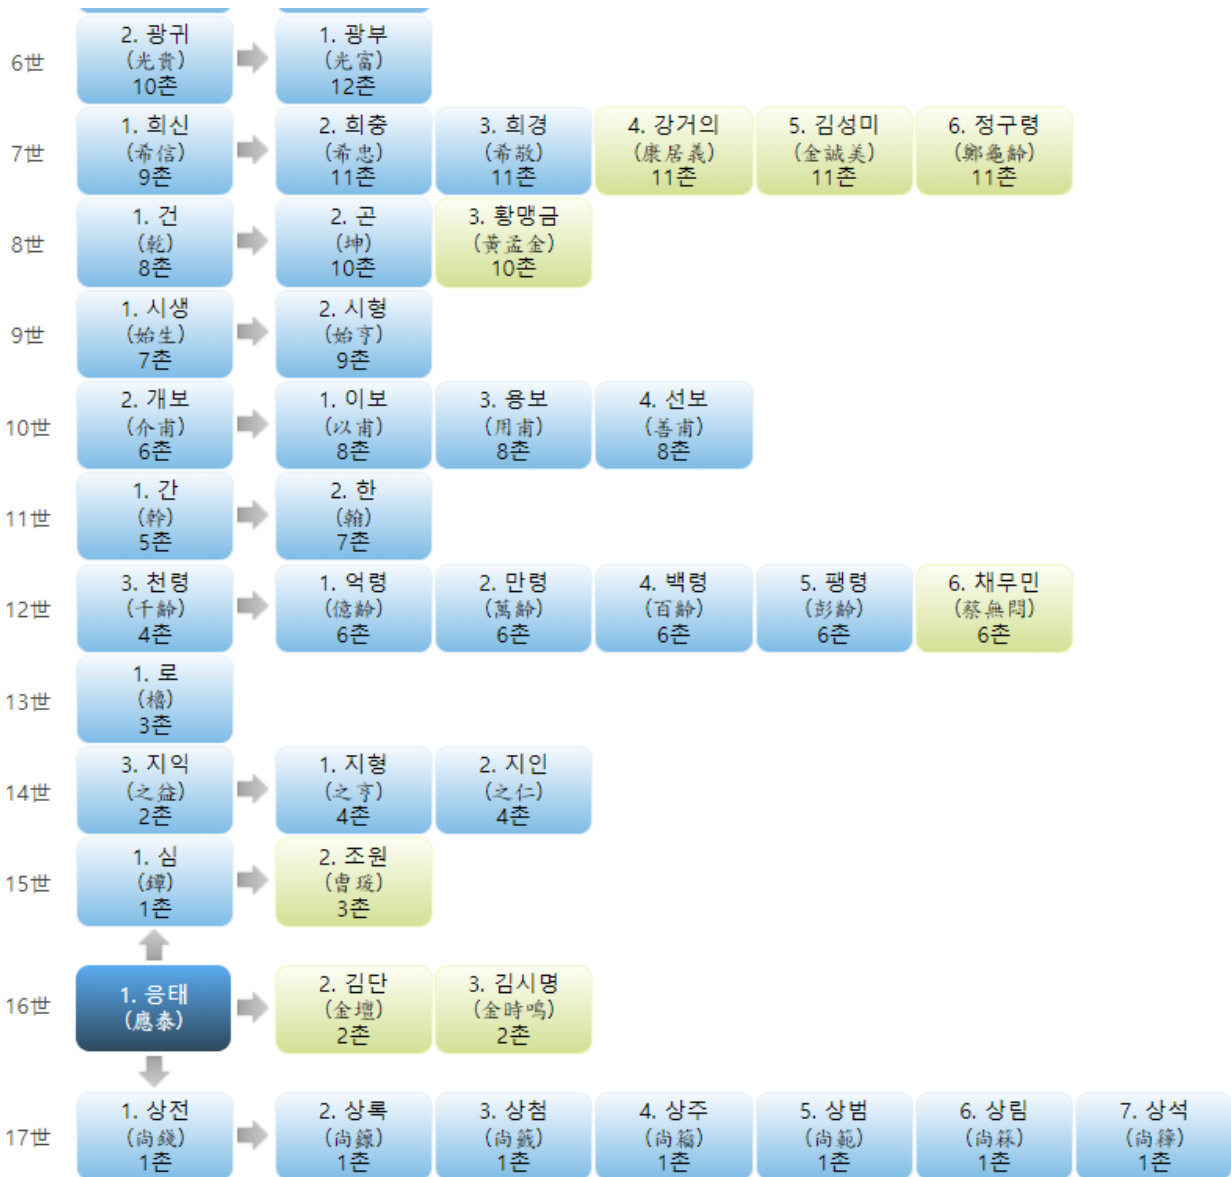 6世
2. 광귀
(光貴)
10촌
1. 광부
(光富)
12촌
7世
1. 희신
(希信)
9촌
2. 희충
(希忠)
11촌
3. 희경
(希敬)
11촌
4. 강거의
(康居義)
11촌
5. 김성미
(金誠美)
11촌
6. 정구령
(鄭龜齡)
11촌
8世
1. 건
(乾)
8촌
2. 곤
(坤)
10촌
3. 황맹금
(黃孟金)
10촌
9世
1. 시생
(始生)
7촌
2. 시형
(始亨)
9촌
10世
2. 개보
(介甫)
6촌
1. 이보
(以甫)
8촌
3. 용보
(用甫)
8촌
4. 선보
(善甫)
8촌
11世
1. 간
(幹)
5촌
2. 한
(翰)
7촌
12世
3. 천령
(千齡)
4촌
1. 억령
(億齡)
6촌
2. 만령
(萬齡)
6촌
4. 백령
(百齡)
6촌
5. 팽령
(彭齡)
6촌
6. 채무민
(蔡無悶)
6촌
13世
1. 로
(櫓)
3촌
14世
3. 지익
(之益)
2촌
1. 지형
(之亨)
4촌
2. 지인
(之仁)
4촌
15世
1. 심
(鐔)
1촌
2. 조원
(曺瑗)
3촌
16世
1. 응태
(應泰)
2. 김단
(金壇)
2촌
3. 김시명
(金時鳴)
2촌
17世
1. 상전
(尙錢)
1촌
2. 상록
(尙籙)
1촌
3. 상첨
(尙籤)
1촌
4. 상주
(尙籒)
1촌
5. 상범
(尙範)
1촌
6. 상림
(尙箖)
1촌
7. 상석
1촌